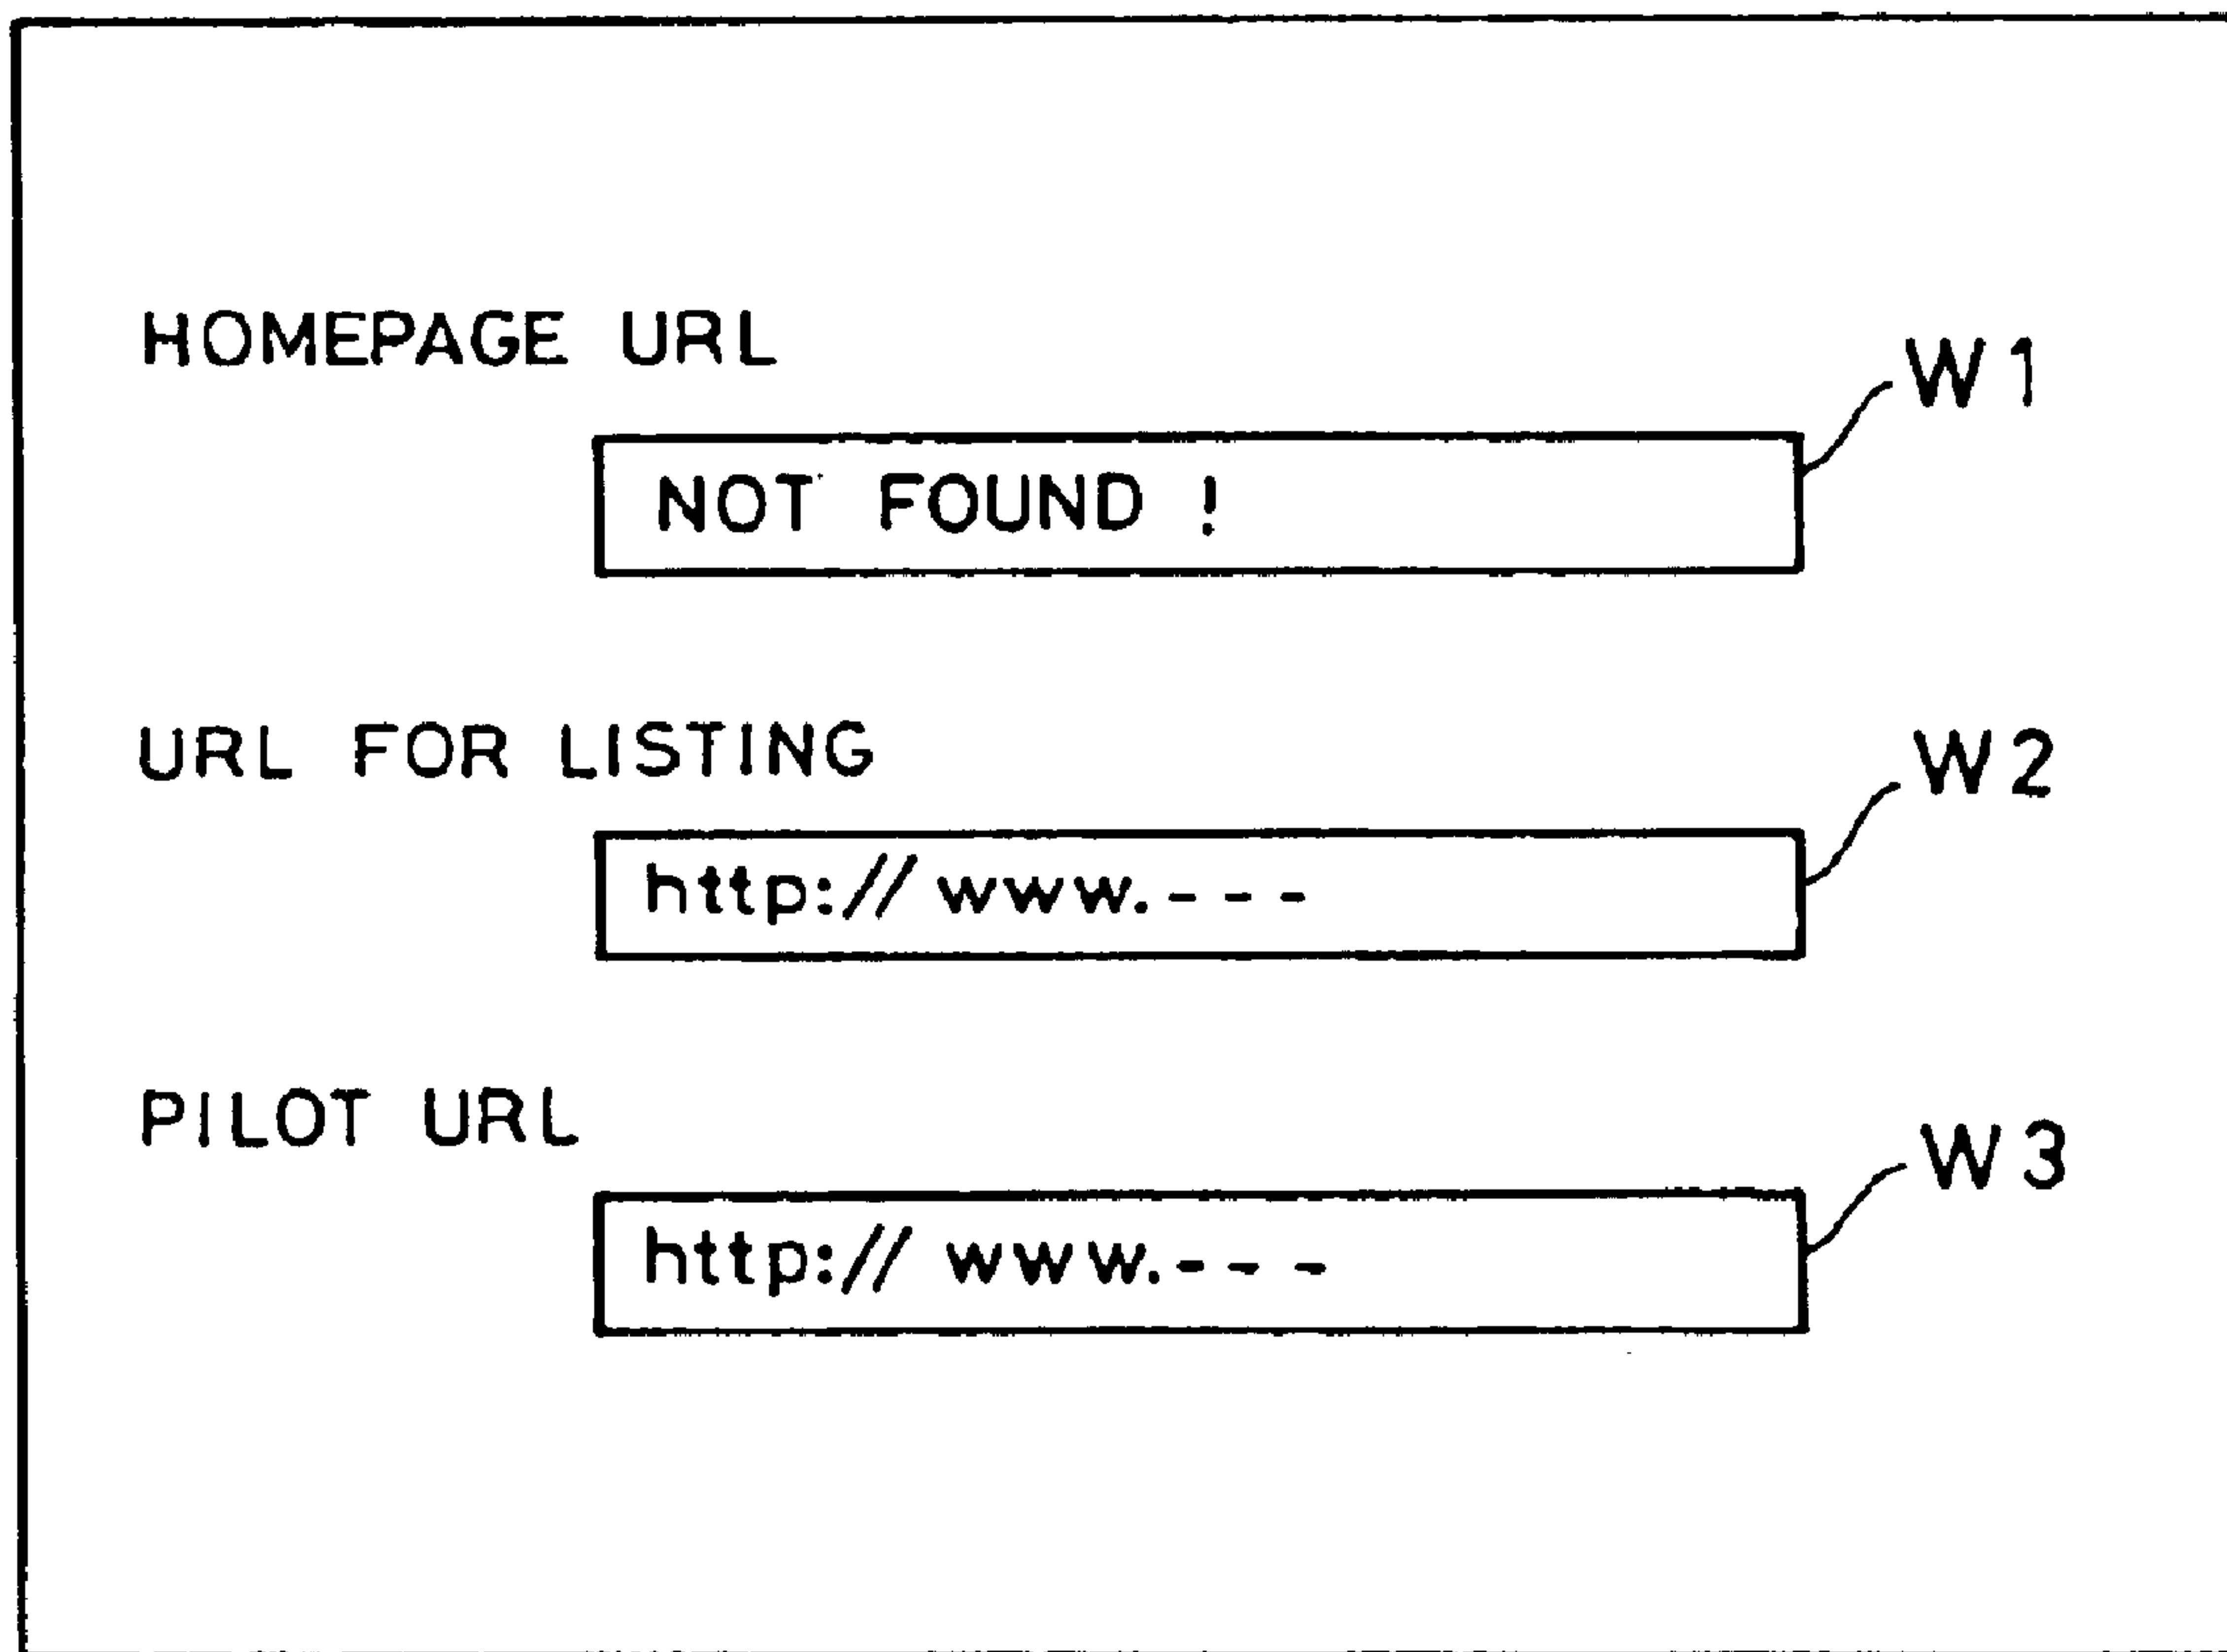 HOMEPAGE URL
W1
NOT FOUND !
URL FOR LISTING
W2
http://www.---
PILOT URL
W3
http://www.---